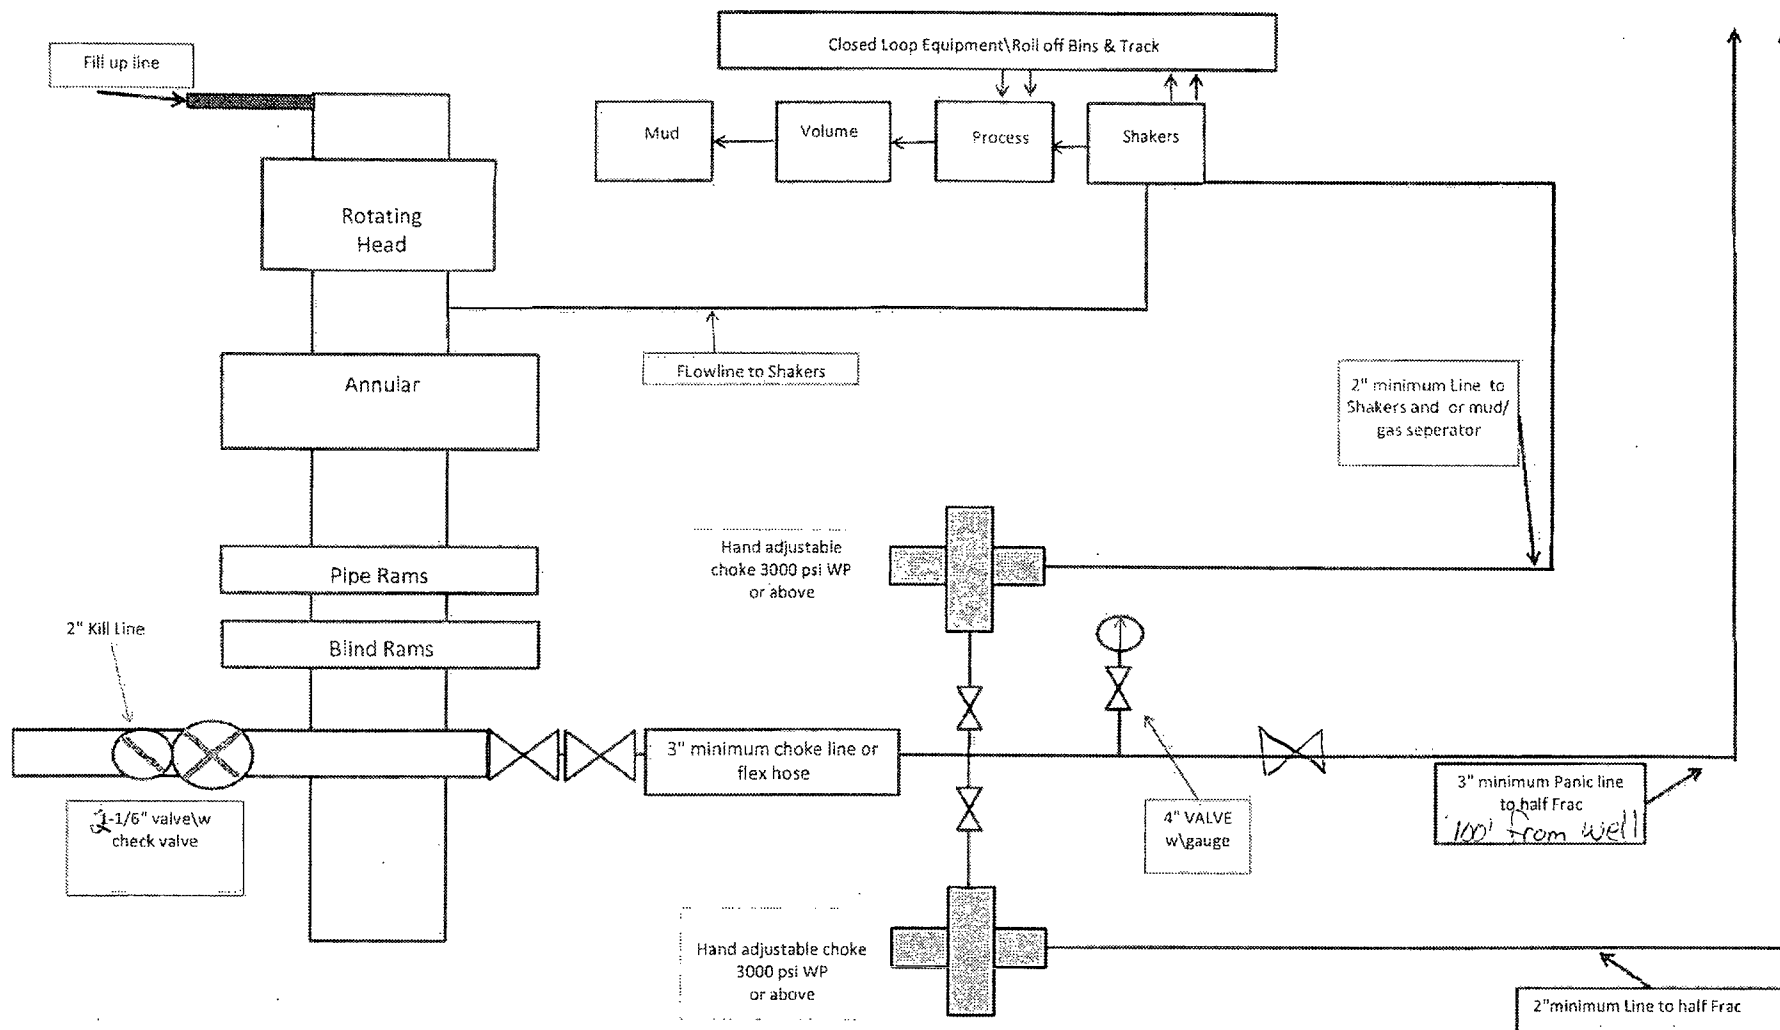 Closed Loop Equipment\Roll off Bins & Track
Fill up line
Mud
Volume
Process
Shakers
Rotating
Head
FLowline to Shakers
Annular
2" minimum Line to
Shakers and or mud/
gas seperator
Hand adjustable
choke 3000 psi WP
or above
Pipe Rams
2" Kill Line
Blind Rams
3" minimum choke line or
flex hose
3" minimum Panic line
to half Frac
100' from well
2-1/6" valve\w
check valve
4" VALVE
w\gauge
Hand adjustable choke
3000 psi WP
or above
2"minimum Line to half Frac